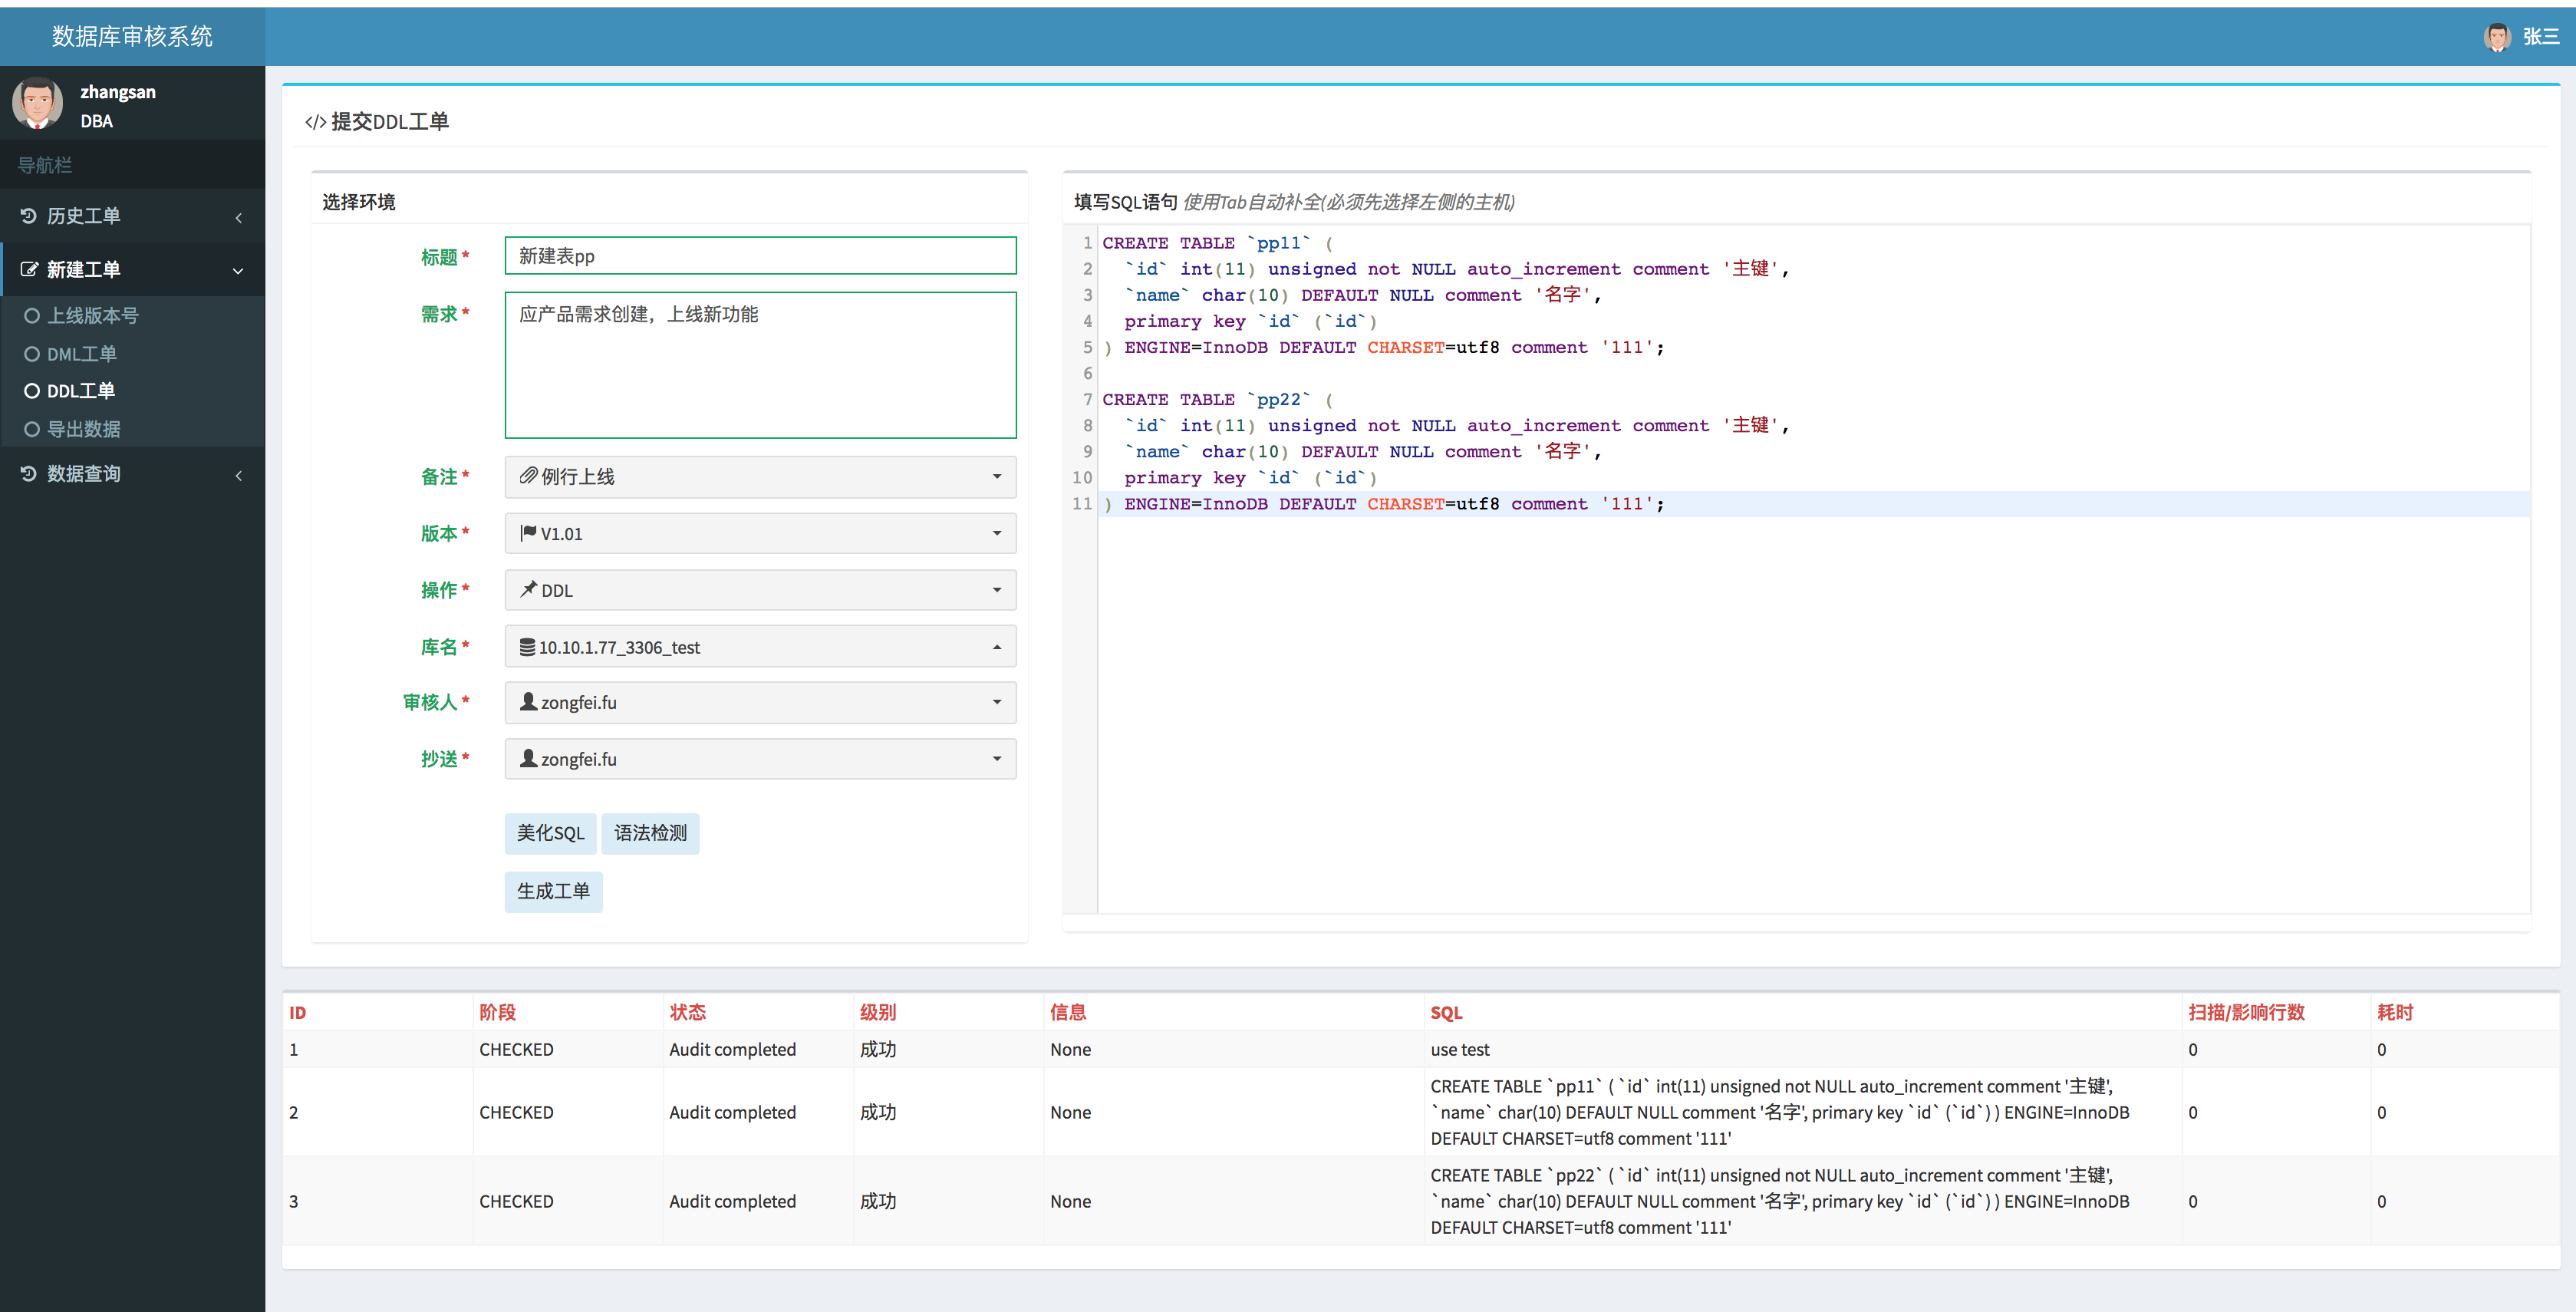 数据库审核系统
张三
zhangsan
DBA
导航栏
历史工单
新建工单
上线版本号
DML工单
DDL工单
导出数据
数据查询
</> 提交DDL工单
选择环境
标题 *
新建表pp
需求 *
应产品需求创建，上线新功能
备注 *
例行上线
版本 *
V1.01
操作 *
DDL
库名 *
10.10.1.77_3306_test
审核人 *
zongfei.fu
抄送 *
zongfei.fu
美化SQL 语法检测
生成工单
填写SQL语句 使用Tab自动补全(必须先选择左侧的主机)
1 CREATE TABLE `pp11` (
2 `id` int(11) unsigned not NULL auto_increment comment '主键',
3 `name` char(10) DEFAULT NULL comment '名字',
4 primary key `id` (`id`)
5 ) ENGINE=InnoDB DEFAULT CHARSET=utf8 comment '111';
6
7 CREATE TABLE `pp22` (
8 `id` int(11) unsigned not NULL auto_increment comment '主键',
9 `name` char(10) DEFAULT NULL comment '名字',
10 primary key `id` (`id`)
11 ) ENGINE=InnoDB DEFAULT CHARSET=utf8 comment '111';
ID 阶段 状态 级别 信息 SQL 扫描/影响行数 耗时
1 CHECKED Audit completed 成功 None use test 0 0
2 CHECKED Audit completed 成功 None CREATE TABLE `pp11` ( `id` int(11) unsigned not NULL auto_increment comment '主键',
`name` char(10) DEFAULT NULL comment '名字', primary key `id` (`id`) ) ENGINE=InnoDB
DEFAULT CHARSET=utf8 comment '111' 0 0
3 CHECKED Audit completed 成功 None CREATE TABLE `pp22` ( `id` int(11) unsigned not NULL auto_increment comment '主键',
`name` char(10) DEFAULT NULL comment '名字', primary key `id` (`id`) ) ENGINE=InnoDB
DEFAULT CHARSET=utf8 comment '111' 0 0